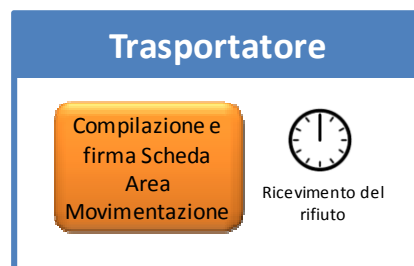 Trasportatore
Compilazione e
firma Scheda
Area
Movimentazione
Ricevimento del
rifiuto